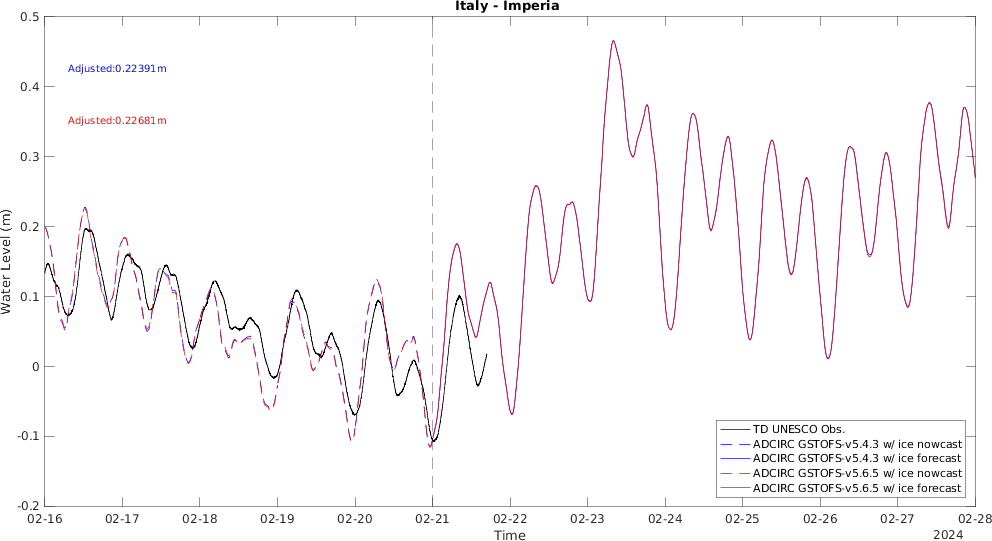 Italy - Imperia
Adjusted:0.22391m
Adjusted:0.22681m
Water Level (m)
0.5
0.4
0.3
0.2
0.1
0
-0.1
-0.2
TD UNESCO Obs.
ADCIRC GSTOFS-v5.4.3 w/ ice nowcast
ADCIRC GSTOFS-v5.4.3 w/ ice forecast
ADCIRC GSTOFS-v5.6.5 w/ ice nowcast
ADCIRC GSTOFS-v5.6.5 w/ ice forecast
02-16 02-17 02-18 02-19 02-20 02-21 02-22 02-23 02-24 02-25 02-26 02-27 02-28
Time
2024